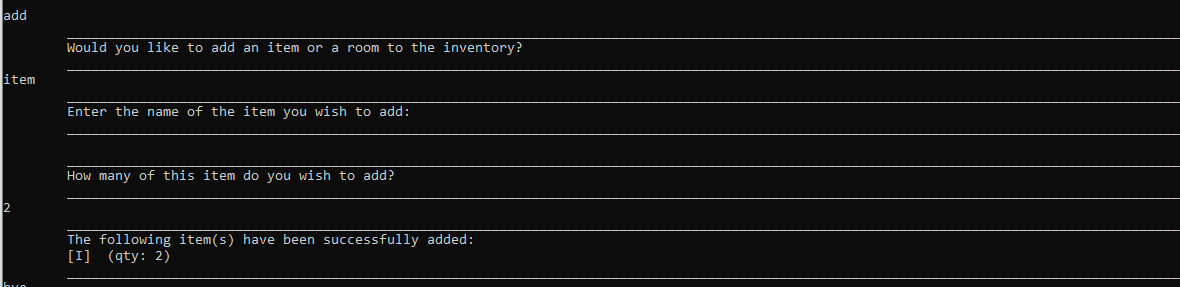 add
Would you like to add an item or a room to the inventory?
item
Enter the name of the item you wish to add:
How many of this item do you wish to add?
2
The following item(s) have been successfully added:
[I]  (qty: 2)